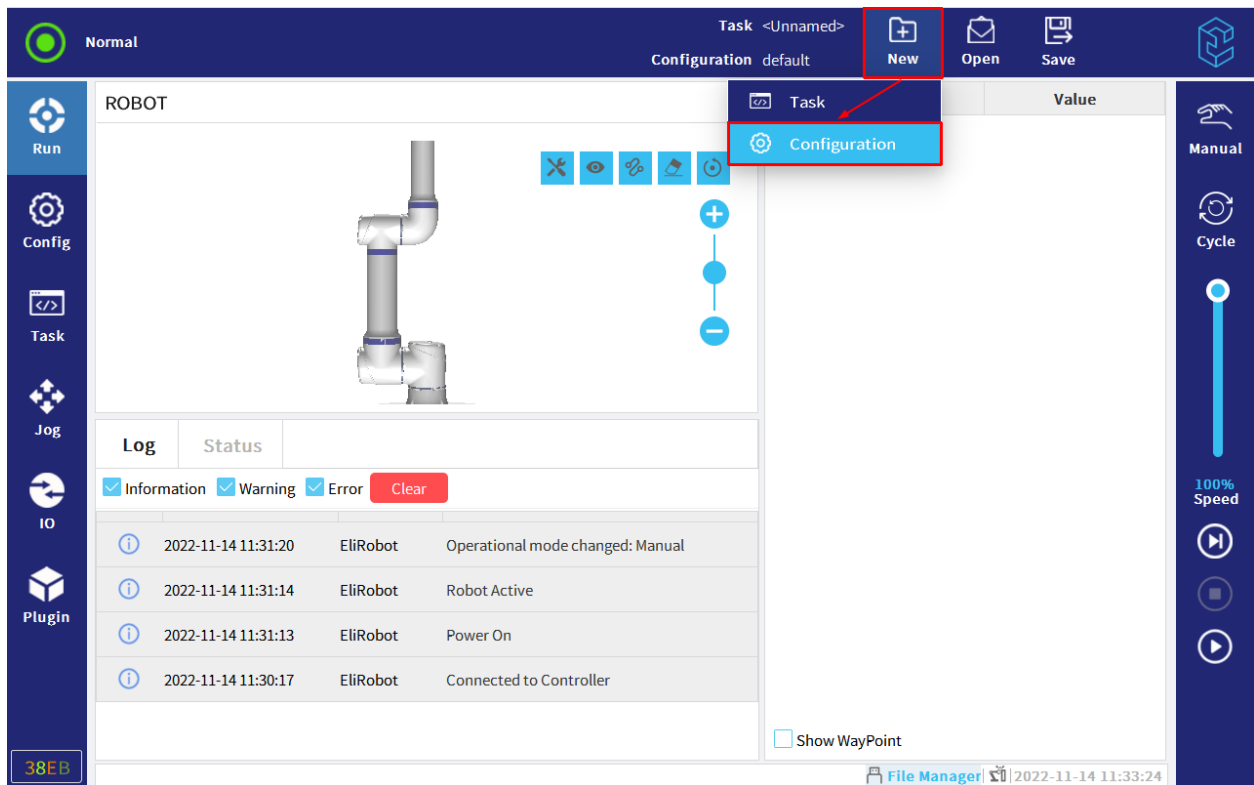 Normal
Task <Unnamed>
Configuration default
New
Open
Save
Task
Configuration
Run
Config
Task
Jog
IO
Plugin
38EB
ROBOT
Value
Log
Status
Information
Warning
Error
Clear
2022-11-14 11:31:20 EliRobot Operational mode changed: Manual
2022-11-14 11:31:14 EliRobot Robot Active
2022-11-14 11:31:13 EliRobot Power On
2022-11-14 11:30:17 EliRobot Connected to Controller
Show WayPoint
File Manager
2022-11-14 11:33:24
Manual
Cycle
100%
Speed